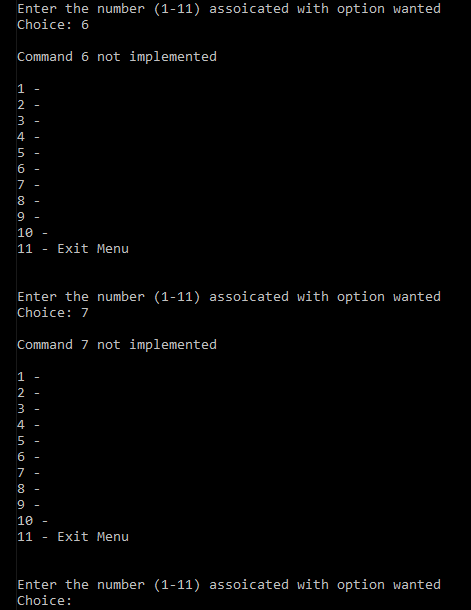 Enter the number (1-11) assoicated with option wanted
Choice: 6
Command 6 not implemented
1 -
2 -
3 -
4 -
5 -
6 -
7 -
8 -
9 -
10 -
11 - Exit Menu
Enter the number (1-11) assoicated with option wanted
Choice: 7
Command 7 not implemented
1 -
2 -
3 -
4 -
5 -
6 -
7 -
8 -
9 -
10 -
11 - Exit Menu
Enter the number (1-11) assoicated with option wanted
Choice: